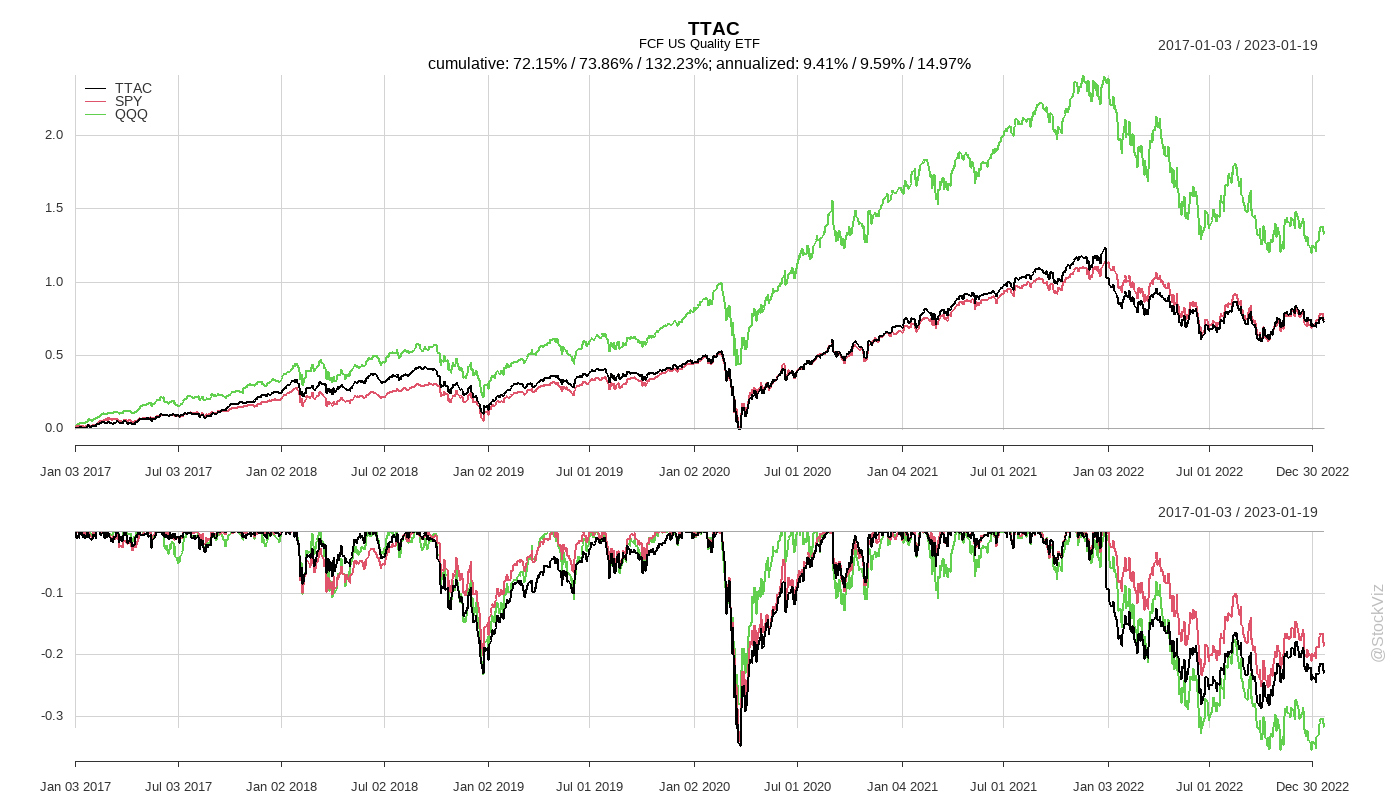 TTAC
FCF US Quality ETF
2017-01-03 / 2023-01-19
cumulative: 72.15% / 73.86% / 132.23%; annualized: 9.41% / 9.59% / 14.97%
TTAC
SPY
QQQ
2.0
1.5
1.0
0.5
0.0
Jan 03 2017 Jul 03 2017 Jan 02 2018 Jul 02 2018 Jan 02 2019 Jul 01 2019 Jan 02 2020 Jul 01 2020 Jan 04 2021 Jul 01 2021 Jan 03 2022 Jul 01 2022 Dec 30 2022
2017-01-03 / 2023-01-19
-0.1
-0.2
-0.3
Jan 03 2017 Jul 03 2017 Jan 02 2018 Jul 02 2018 Jan 02 2019 Jul 01 2019 Jan 02 2020 Jul 01 2020 Jan 04 2021 Jul 01 2021 Jan 03 2022 Jul 01 2022 Dec 30 2022
@StockViz